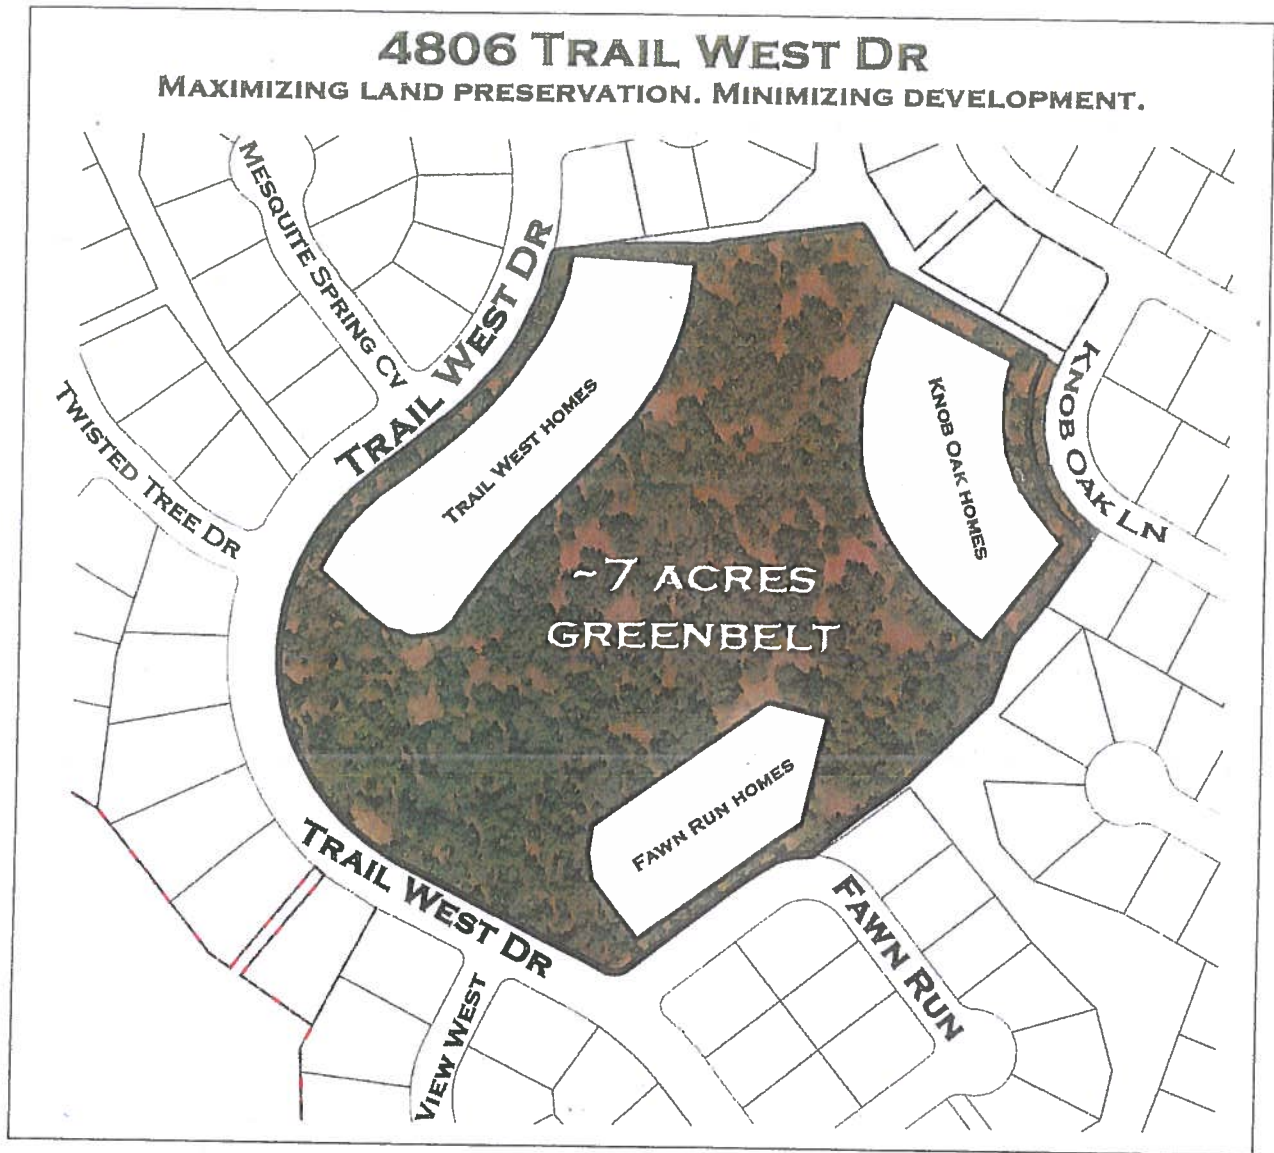 4806 TRAIL WEST DR
MAXIMIZING LAND PRESERVATION. MINIMIZING DEVELOPMENT.
MESQUITE SPRING CV
TRAIL WEST DR
TWISTED TREE DR
TRAIL WEST HOMES
KNOB OAK HOMES
KNOB OAK LN
~7 ACRES
GREENBELT
FAWN RUN HOMES
TRAIL WEST DR
FAWN RUN
VIEW WEST